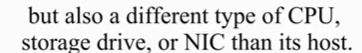 but also a different type of CPU,
storage drive, or NIC than its host.